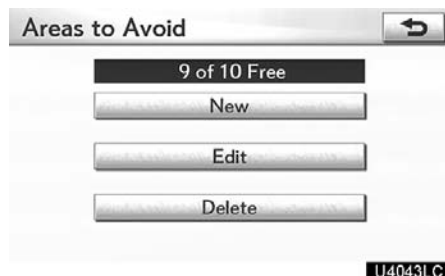 Areas to Avoid
9 of 10 Free
New
Edit
Delete
U4043LC